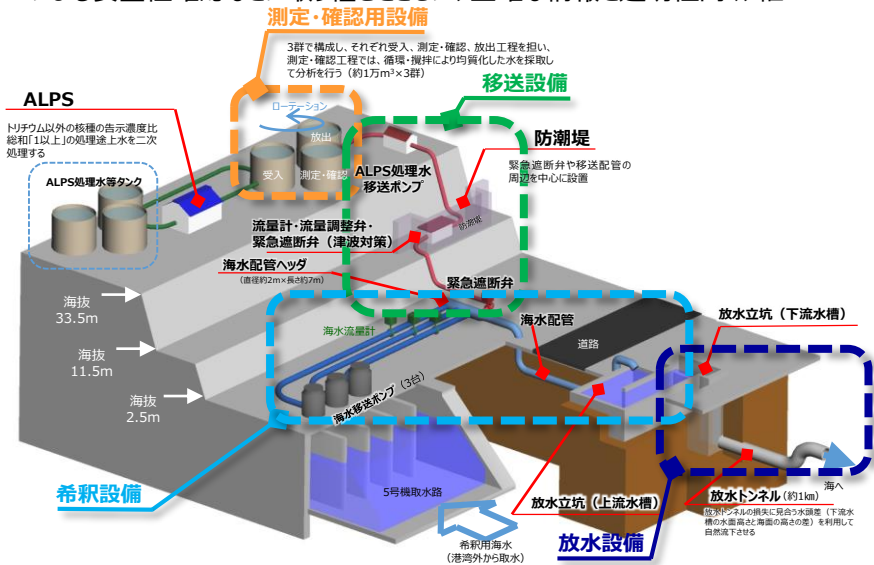 測定・確認用設備
3群で構成し、それぞれ受入、測定・確認、放出工程を担い、
測定・確認工程では、循環・攪拌により均質化した水を採取し
て分析を行う（約1万m³×3群）
移送設備
ALPS
トリチウム以外の核種の告示濃度比
総和「1以上」の処理途上水を二次
処理する
ローテーション
放出
受入
測定・確認
防潮堤
緊急遮断弁や移送配管の
周辺を中心に設置
ALPS処理水等タンク
ALPS処理水
移送ポンプ
防潮堤
流量計・流量調整弁・
緊急遮断弁（津波対策）
海水配管ヘッダ
（直径約2m×長さ約7m）
緊急遮断弁
海抜
33.5m
海水流量計
海水配管
道路
放水立坑（下流水槽）
海抜
11.5m
海抜
2.5m
海水移送ポンプ（3台）
希釈設備
5号機取水路
希釈用海水
（港湾外から取水）
放水立坑（上流水槽）
海へ
放水トンネル（約1km）
放水トンネルの損失に見合う水頭差（下流水
槽の水面高さと海面の高さの差）を利用して
自然流下させる
放水設備